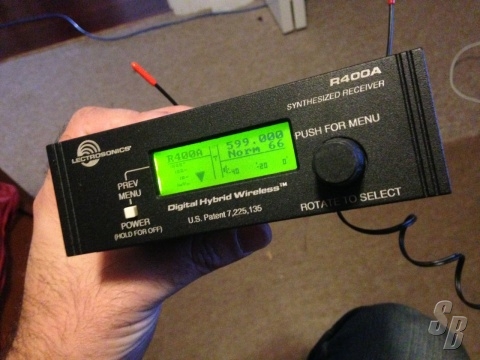 R400A
SYNTHESIZED RECEIVER
LECTROSONICS®
PUSH FOR MENU
R400A
599.000
Norm 66
PREV
MENU
POWER
(HOLD FOR OFF)
Digital Hybrid Wireless™
U.S. Patent 7,225,135
ROTATE TO SELECT
SB